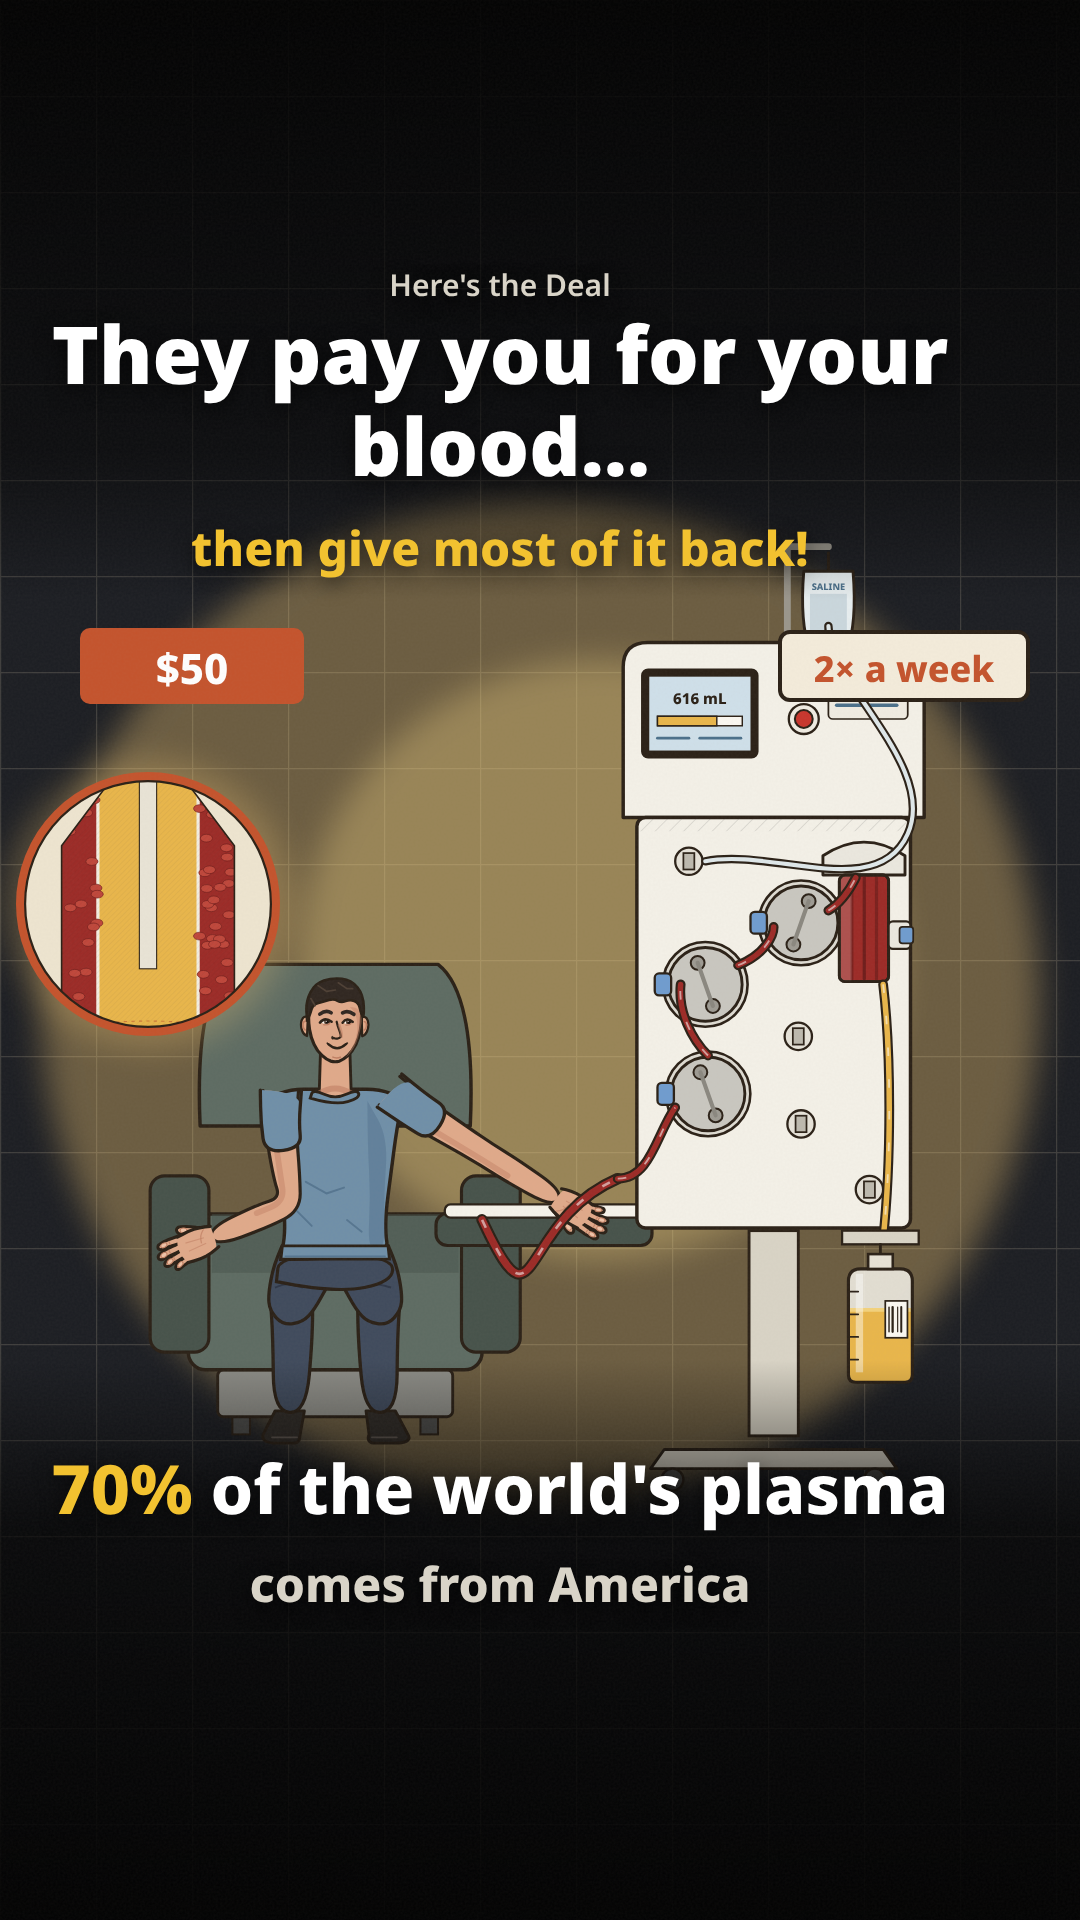 Here's the Deal
They pay you for your
blood...
then give most of it back!
SALINE
$50
2× a week
616 mL
70% of the world's plasma
comes from America